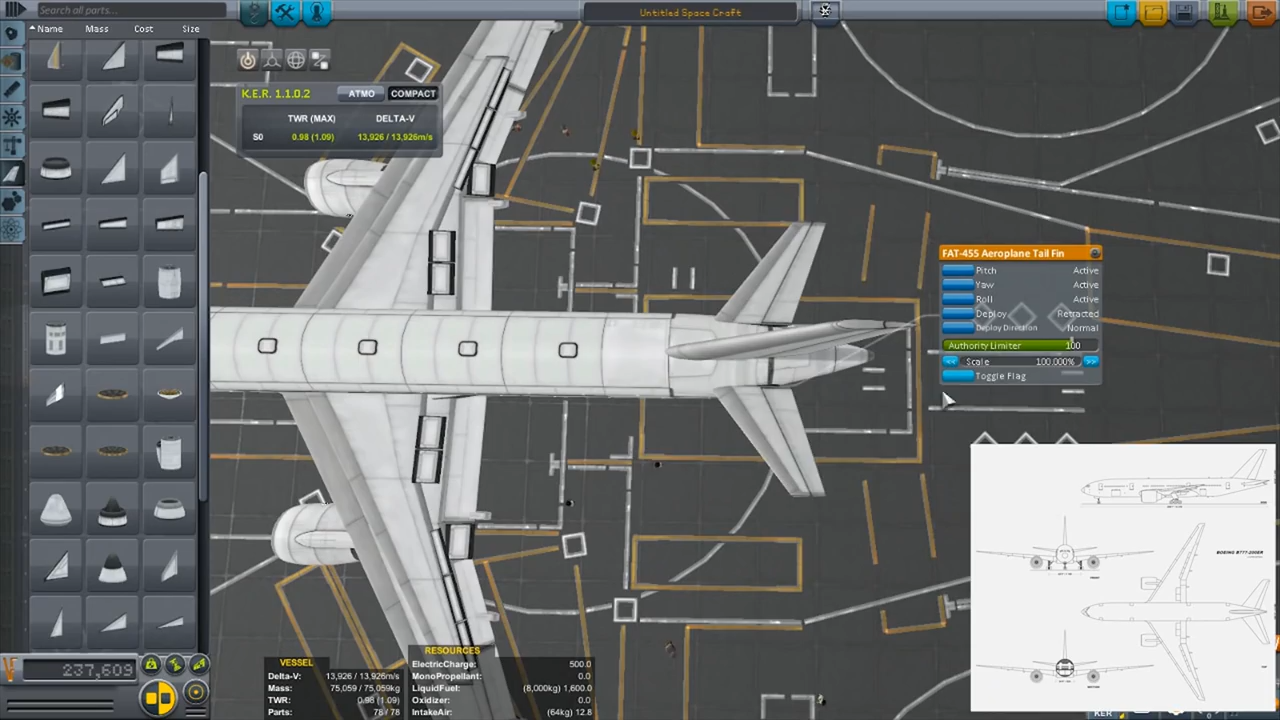 Search all parts...
Untitled Space Craft
Name Mass Cost Size
K.E.R. 1.1.0.2 ATMO COMPACT
TWR (MAX) DELTA-V
S0 0.98 (1.09) 13,926 / 13,926m/s
FAT-455 Aeroplane Tail Fin
Pitch Active
Yaw Active
Roll Active
Deploy Retracted
Deploy Direction Normal
Authority Limiter 100
<< Scale 100.000% >>
Toggle Flag
BOEING B777-200ER
237,609
VESSEL
Delta-V: 13,926 / 13,926m/s
Mass: 75,059 / 75,059kg
TWR: 0.98 (1.09)
Parts: 78 / 78
RESOURCES
ElectricCharge: 500.0
MonoPropellant: 0.0
LiquidFuel: (8,000kg) 1,600.0
Oxidizer: 0.0
IntakeAir: (64kg) 12.8
KER